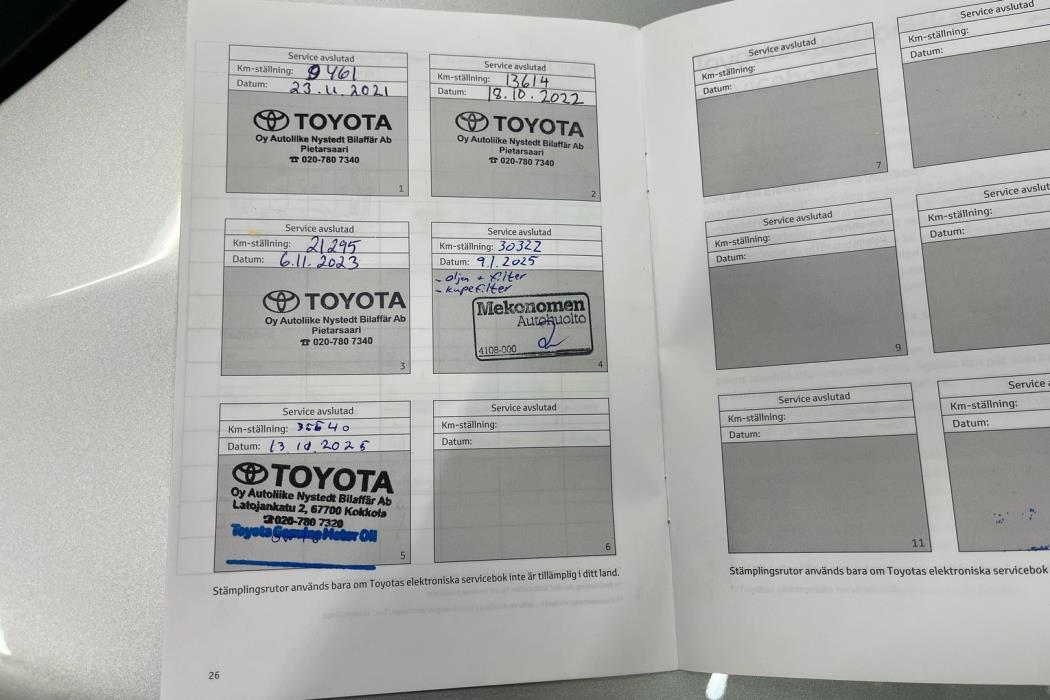 Service avslutad
Km-ställning: 9461
Datum: 23.11.2021
TOYOTA
Oy Autoliike Nystedt Bilaffär Ab
Pietarsaari
☎ 020-780 7340
1
Service avslutad
Km-ställning: 13614
Datum: 18.10.2022
TOYOTA
Oy Autoliike Nystedt Bilaffär Ab
Pietarsaari
☎ 020-780 7340
2
Service avslutad
Km-ställning: 21295
Datum: 6.11.2023
TOYOTA
Oy Autoliike Nystedt Bilaffär Ab
Pietarsaari
☎ 020-780 7340
3
Service avslutad
Km-ställning: 30322
Datum: 9.1.2025
- oljen + filter
- kupefilter
Mekonomen
Autohuolto
4108-000
4
Service avslutad
Km-ställning: 35540
Datum: 13.10.2025
TOYOTA
Oy Autoliike Nystedt Bilaffär Ab
Latojankatu 2, 67700 Kokkola
☎ 020-780 7320
Toyota Genuine Motor Oil
5
Service avslutad
Km-ställning:
Datum:
6
Stämplingsrutor används bara om Toyotas elektroniska servicebok inte är tillämplig i ditt land.
26
Service avslutad
Km-ställning:
Datum:
7
Service avslutad
Km-ställning:
Datum:
Service avslutad
Km-ställning:
Datum:
9
Service avslut
Km-ställning:
Datum:
Service avslutad
Km-ställning:
Datum:
11
Service a
Km-ställning:
Datum:
Stämplingsrutor används bara om Toyotas elektroniska servicebok